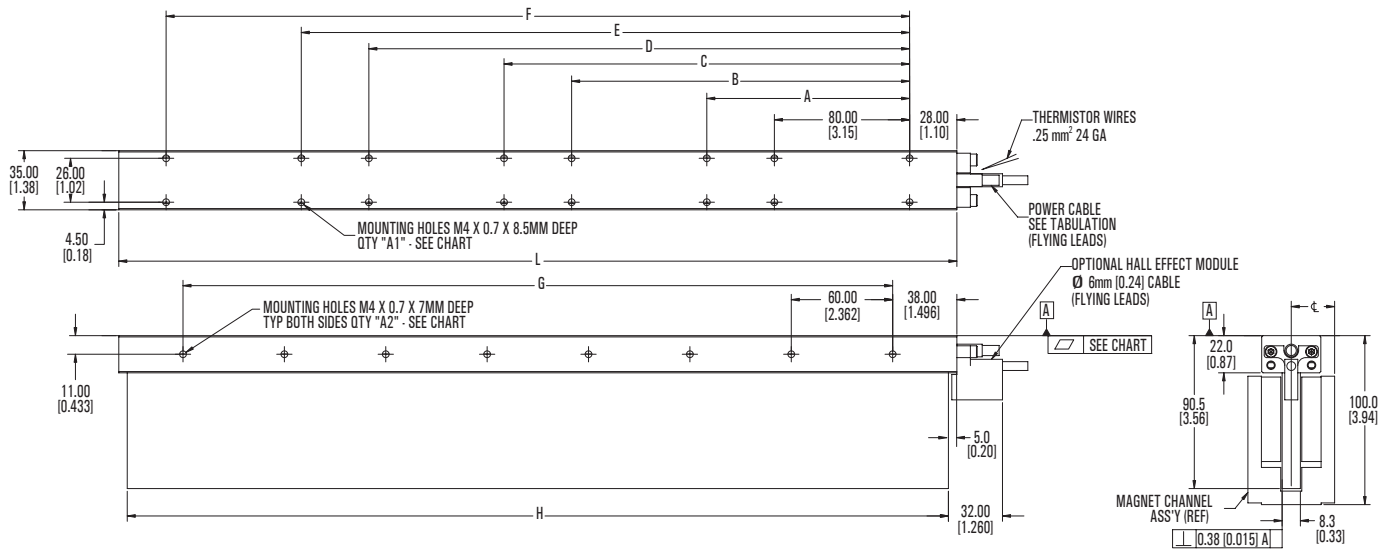 F
E
D
C
B
A
80.00
[3.15]
28.00
[1.10]
THERMISTOR WIRES
.25 mm² 24 GA
35.00
[1.38]
26.00
[1.02]
4.50
[0.18]
MOUNTING HOLES M4 X 0.7 X 8.5MM DEEP
QTY "A1" - SEE CHART
POWER CABLE
SEE TABULATION
(FLYING LEADS)
L
OPTIONAL HALL EFFECT MODULE
Ø 6mm [0.24] CABLE
(FLYING LEADS)
G
MOUNTING HOLES M4 X 0.7 X 7MM DEEP
TYP BOTH SIDES QTY "A2" - SEE CHART
60.00
[2.362]
38.00
[1.496]
A
⏥ SEE CHART
11.00
[0.433]
5.0
[0.20]
H
32.00
[1.260]
A
℄
22.0
[0.87]
90.5
[3.56]
100.0
[3.94]
MAGNET CHANNEL
ASS'Y (REF)
8.3
[0.33]
⊥ 0.38 [0.015] A